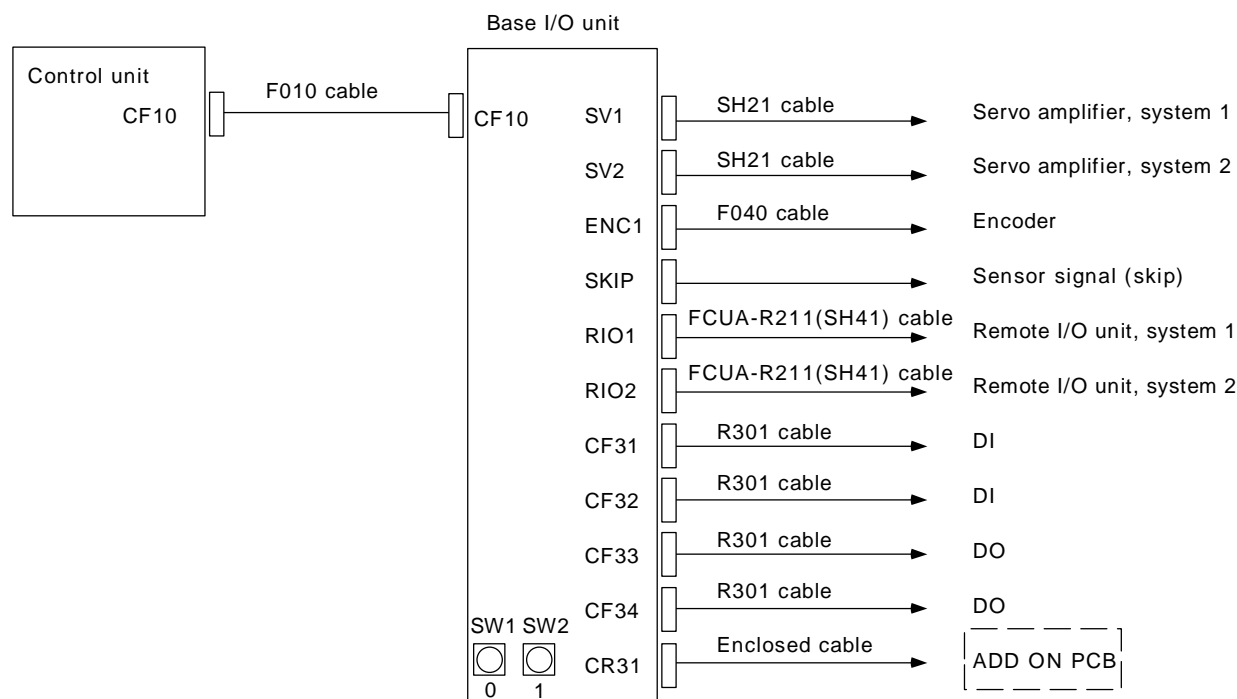 Base I/O unit
Control unit
F010 cable
CF10
CF10
SV1
SH21 cable
Servo amplifier, system 1
SV2
SH21 cable
Servo amplifier, system 2
ENC1
F040 cable
Encoder
SKIP
Sensor signal (skip)
RIO1
FCUA-R211(SH41) cable
Remote I/O unit, system 1
RIO2
FCUA-R211(SH41) cable
Remote I/O unit, system 2
CF31
R301 cable
DI
CF32
R301 cable
DI
CF33
R301 cable
DO
CF34
R301 cable
DO
SW1 SW2
CR31
Enclosed cable
ADD ON PCB
0 1